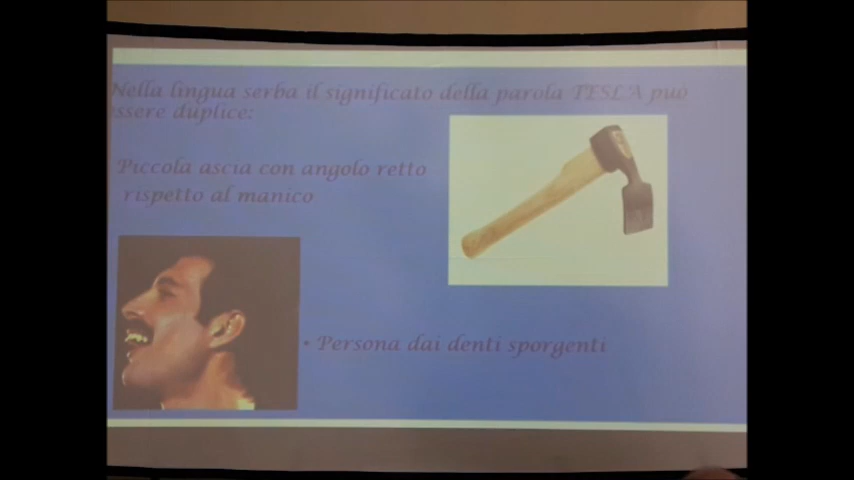 Nella lingua serba il significato della parola TESLA può
essere duplice:
Piccola ascia con angolo retto
rispetto al manico
• Persona dai denti sporgenti